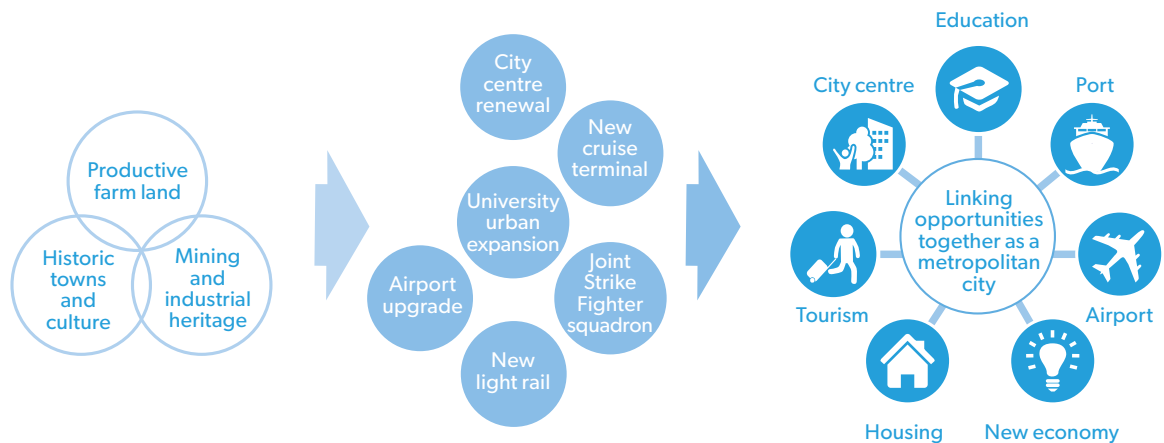 Productive
farm land
Historic
towns
and
culture
Mining
and
industrial
heritage
City
centre
renewal
New
cruise
terminal
University
urban
expansion
Airport
upgrade
Joint
Strike
Fighter
squadron
New
light rail
Education
City centre
Port
Linking
opportunities
together as a
metropolitan
city
Tourism
Airport
Housing
New economy